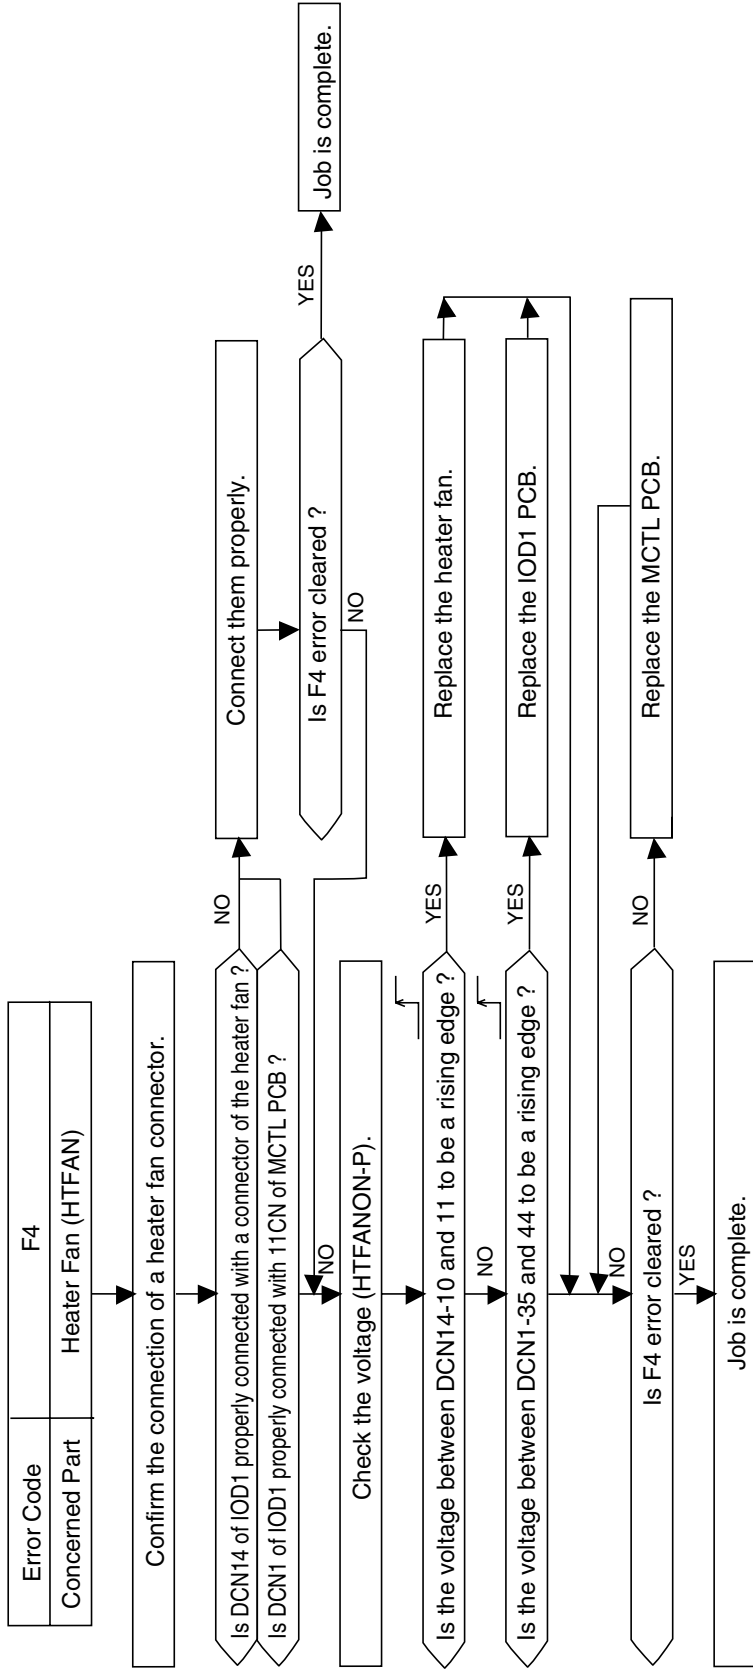 Error Code F4
Concerned Part Heater Fan (HTFAN)
Confirm the connection of a heater fan connector.
Is DCN14 of IOD1 properly connected with a connector of the heater fan ?
Is DCN1 of IOD1 properly connected with 11CN of MCTL PCB ?
NO
Connect them properly.
Is F4 error cleared ?
YES
Job is complete.
NO
NO
Check the voltage (HTFANON-P).
Is the voltage between DCN14-10 and 11 to be a rising edge ?
YES
Replace the heater fan.
NO
Is the voltage between DCN1-35 and 44 to be a rising edge ?
YES
Replace the IOD1 PCB.
NO
Is F4 error cleared ?
NO
Replace the MCTL PCB.
YES
Job is complete.